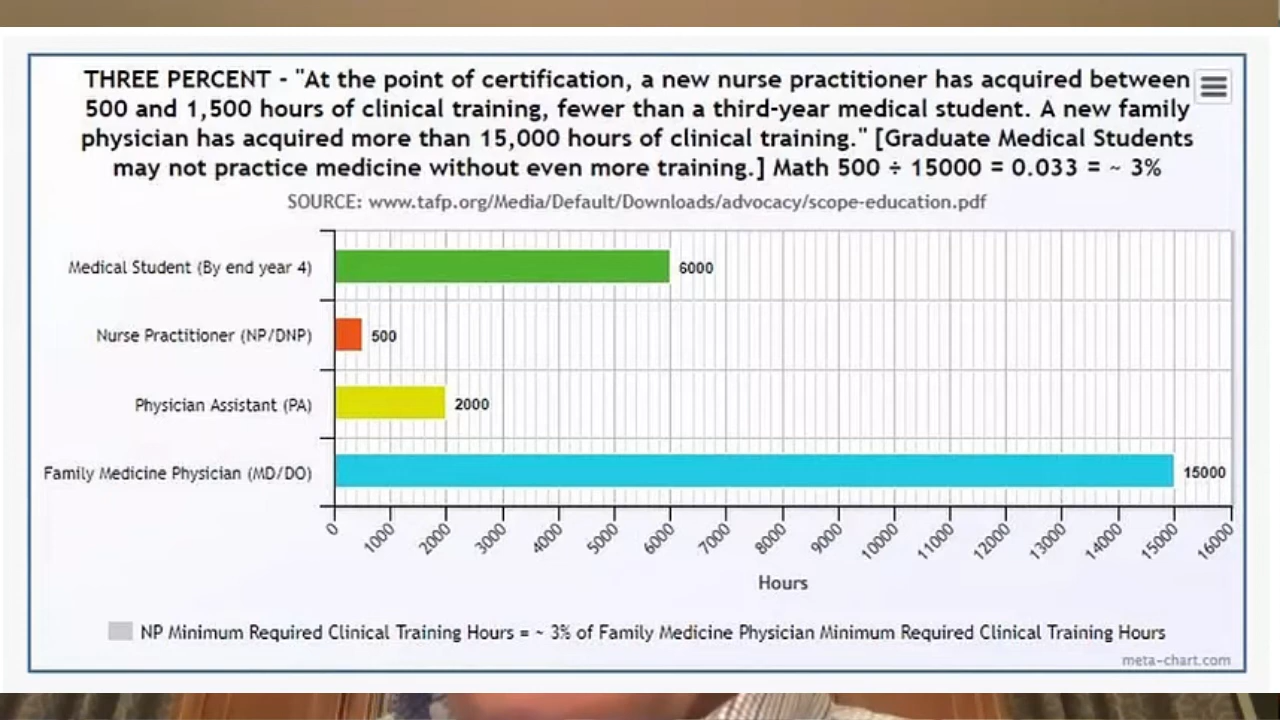 THREE PERCENT - "At the point of certification, a new nurse practitioner has acquired between
500 and 1,500 hours of clinical training, fewer than a third-year medical student. A new family
physician has acquired more than 15,000 hours of clinical training." [Graduate Medical Students
may not practice medicine without even more training.] Math 500 ÷ 15000 = 0.033 = ~ 3%
SOURCE: www.tafp.org/Media/Default/Downloads/advocacy/scope-education.pdf
Medical Student (By end year 4)
6000
Nurse Practitioner (NP/DNP)
500
Physician Assistant (PA)
2000
Family Medicine Physician (MD/DO)
15000
0
1000
2000
3000
4000
5000
6000
7000
8000
9000
10000
11000
12000
13000
14000
15000
16000
Hours
NP Minimum Required Clinical Training Hours = ~ 3% of Family Medicine Physician Minimum Required Clinical Training Hours
meta-chart.com